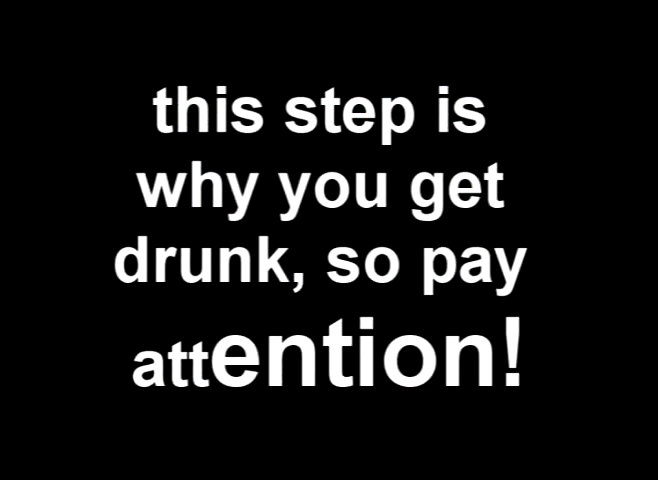 this step is
why you get
drunk, so pay
attention!